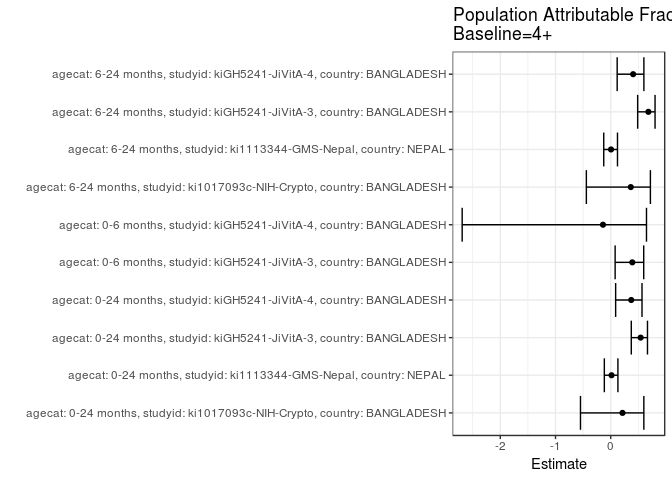 Population Attributable Frac
Baseline=4+
agecat: 6-24 months, studyid: kiGH5241-JiVitA-4, country: BANGLADESH
agecat: 6-24 months, studyid: kiGH5241-JiVitA-3, country: BANGLADESH
agecat: 6-24 months, studyid: ki1113344-GMS-Nepal, country: NEPAL
agecat: 6-24 months, studyid: ki1017093c-NIH-Crypto, country: BANGLADESH
agecat: 0-6 months, studyid: kiGH5241-JiVitA-4, country: BANGLADESH
agecat: 0-6 months, studyid: kiGH5241-JiVitA-3, country: BANGLADESH
agecat: 0-24 months, studyid: kiGH5241-JiVitA-4, country: BANGLADESH
agecat: 0-24 months, studyid: kiGH5241-JiVitA-3, country: BANGLADESH
agecat: 0-24 months, studyid: ki1113344-GMS-Nepal, country: NEPAL
agecat: 0-24 months, studyid: ki1017093c-NIH-Crypto, country: BANGLADESH
-2 -1 0
Estimate